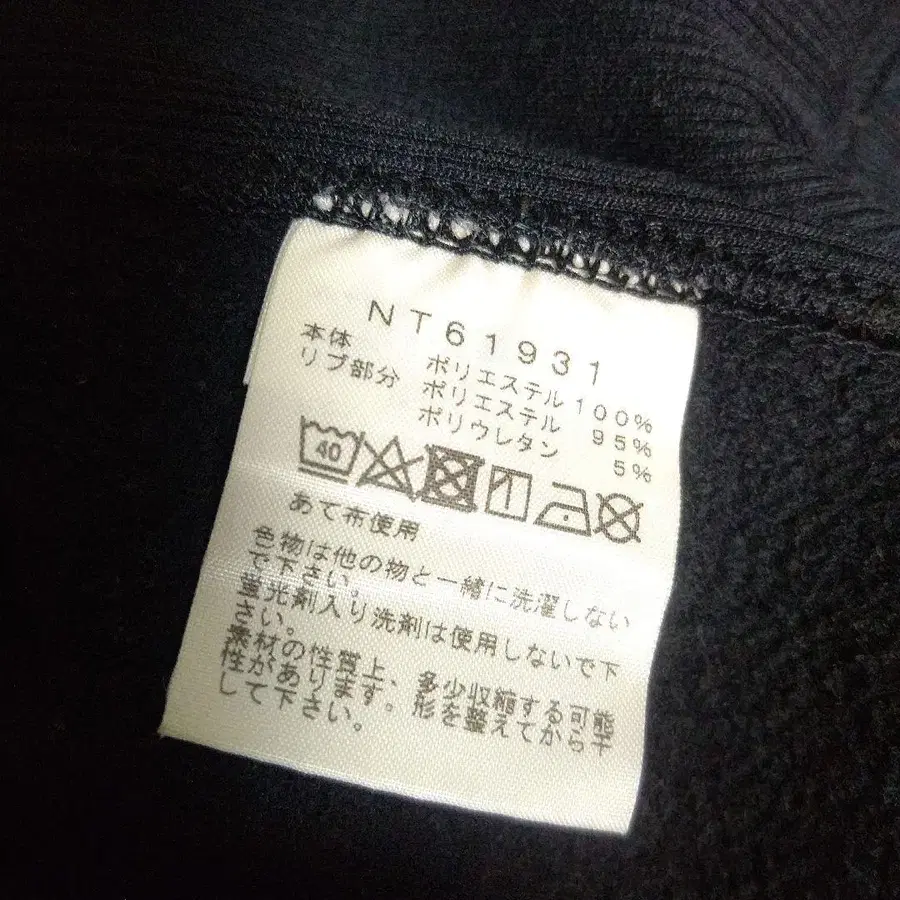 NT61931
本体 ポリエステル 100%
リブ部分 ポリエステル 95%
ポリウレタン 5%
40
あて布使用
色物は他の物と一緒に洗濯しない
で下さい。
蛍光剤入り洗剤は使用しないで下
さい。
素材の性質上、多少収縮する可能
性があります。形を整えてから干
して下さい。